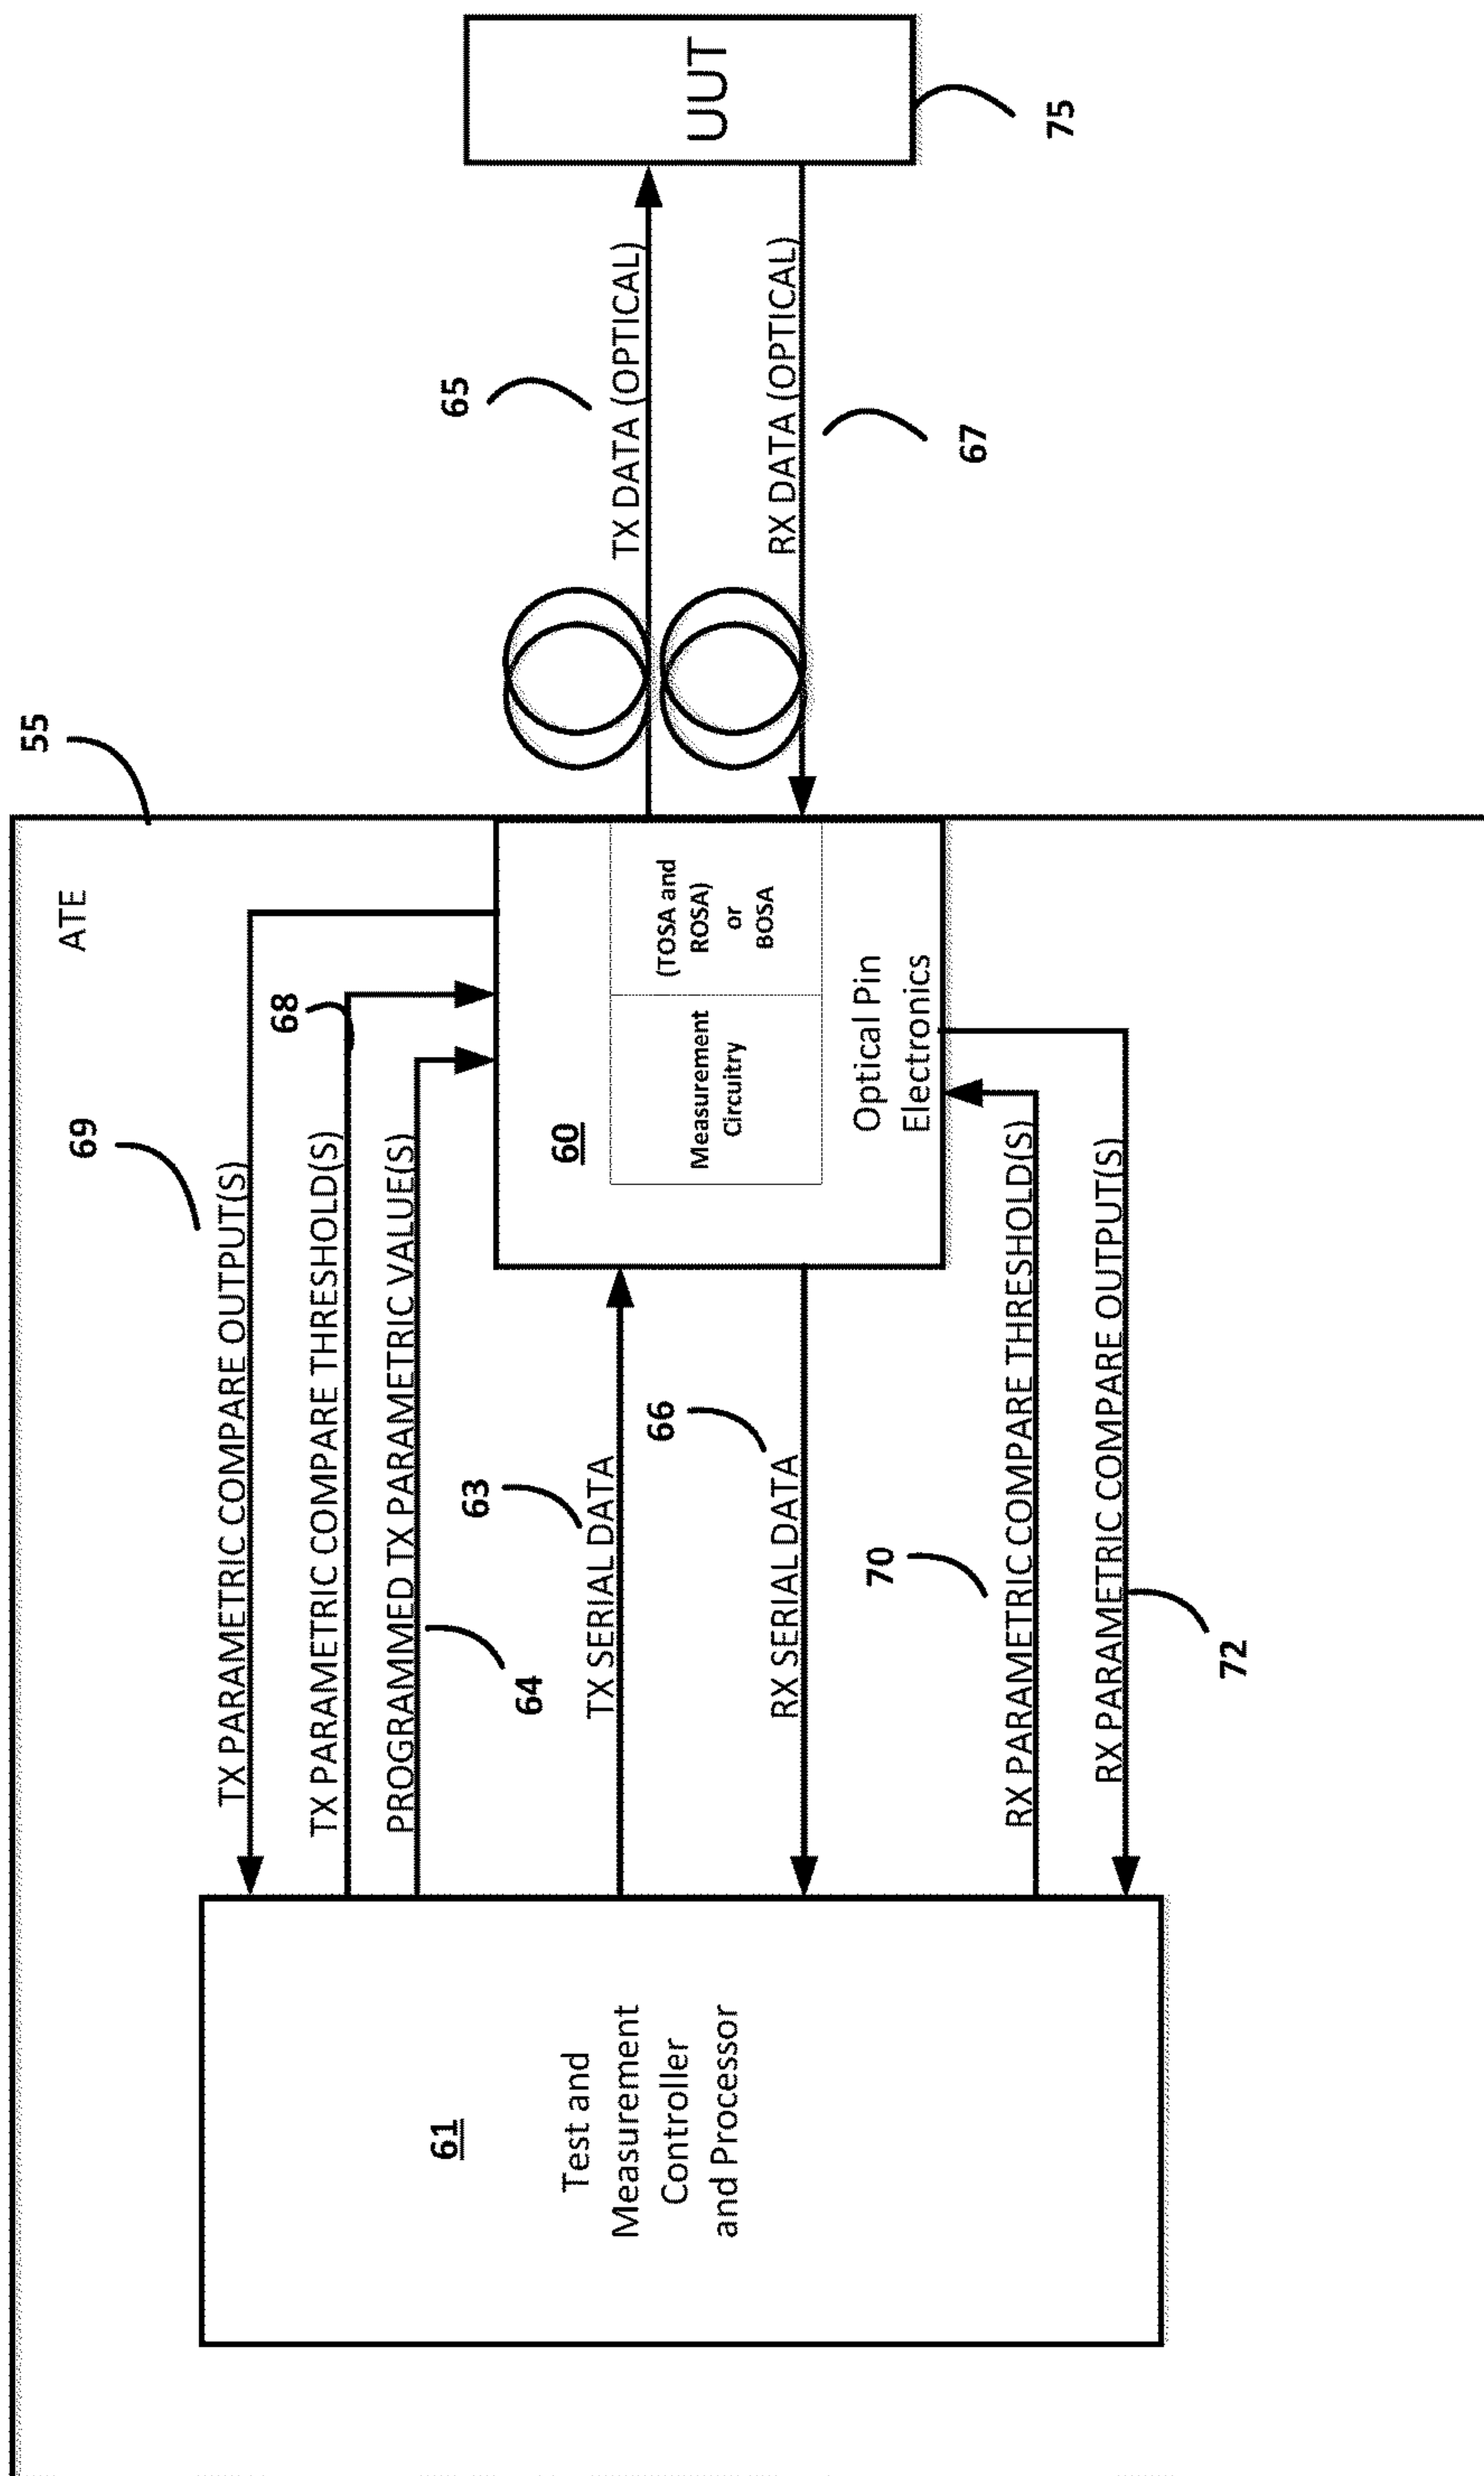 55
ATE
69
TX PARAMETRIC COMPARE OUTPUT(S)
68
TX PARAMETRIC COMPARE THRESHOLD(S)
PROGRAMMED TX PARAMETRIC VALUE(S)
64
61
Test and
Measurement
Controller
and Processor
63
TX SERIAL DATA
66
RX SERIAL DATA
70
RX PARAMETRIC COMPARE THRESHOLD(S)
RX PARAMETRIC COMPARE OUTPUT(S)
72
60
Measurement
Circuitry
(TOSA and
ROSA)
or
BOSA
Optical Pin
Electronics
65
TX DATA (OPTICAL)
RX DATA (OPTICAL)
67
UUT
75